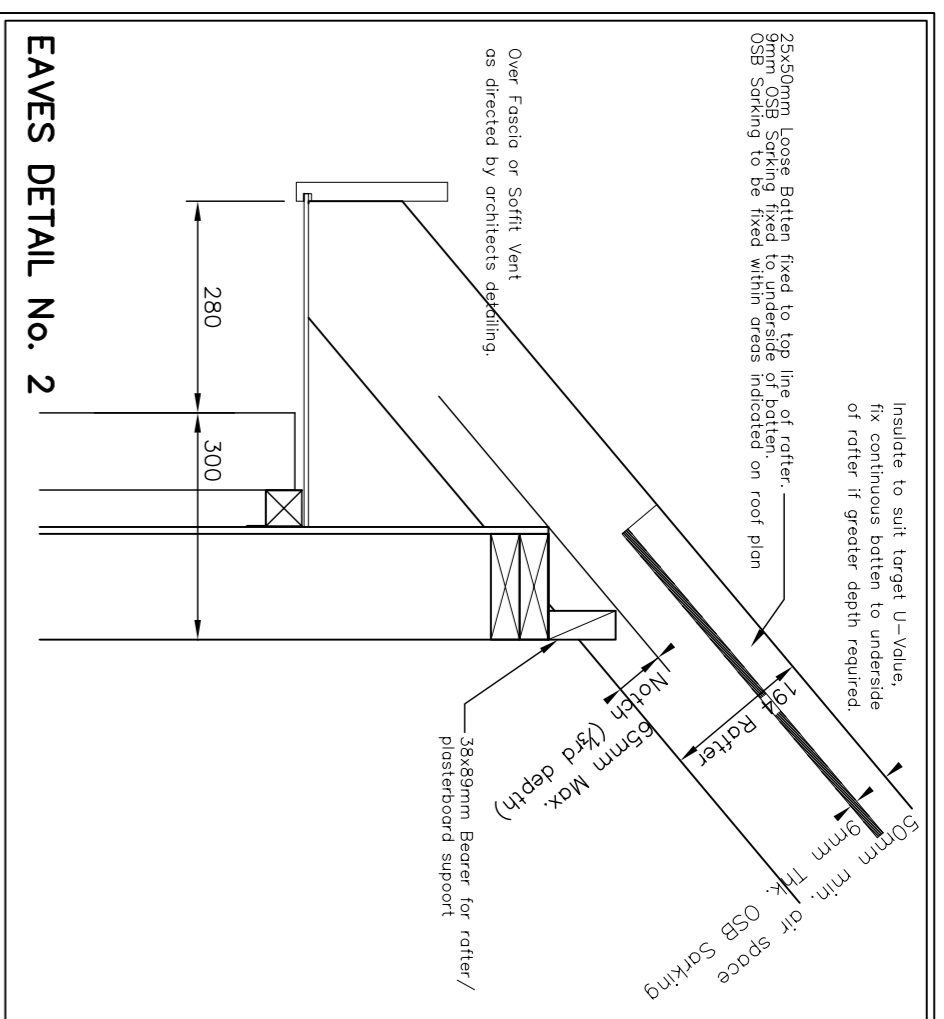 Insulate to suit target U-Value,
fix continuous batten to underside
of rafter if greater depth required.
25x50mm Loose Batten fixed to top line of rafter.
9mm OSB Sarking fixed to underside of batten.
OSB Sarking to be fixed within areas indicated on roof plan
50mm min. air space
9mm Thk. OSB Sarking
194 Rafter
65mm Max.
Notch (⅓rd depth)
Over Fascia or Soffit Vent
as directed by architects detailing.
38x89mm Bearer for rafter/
plasterboard supoort
280
300
EAVES DETAIL No. 2